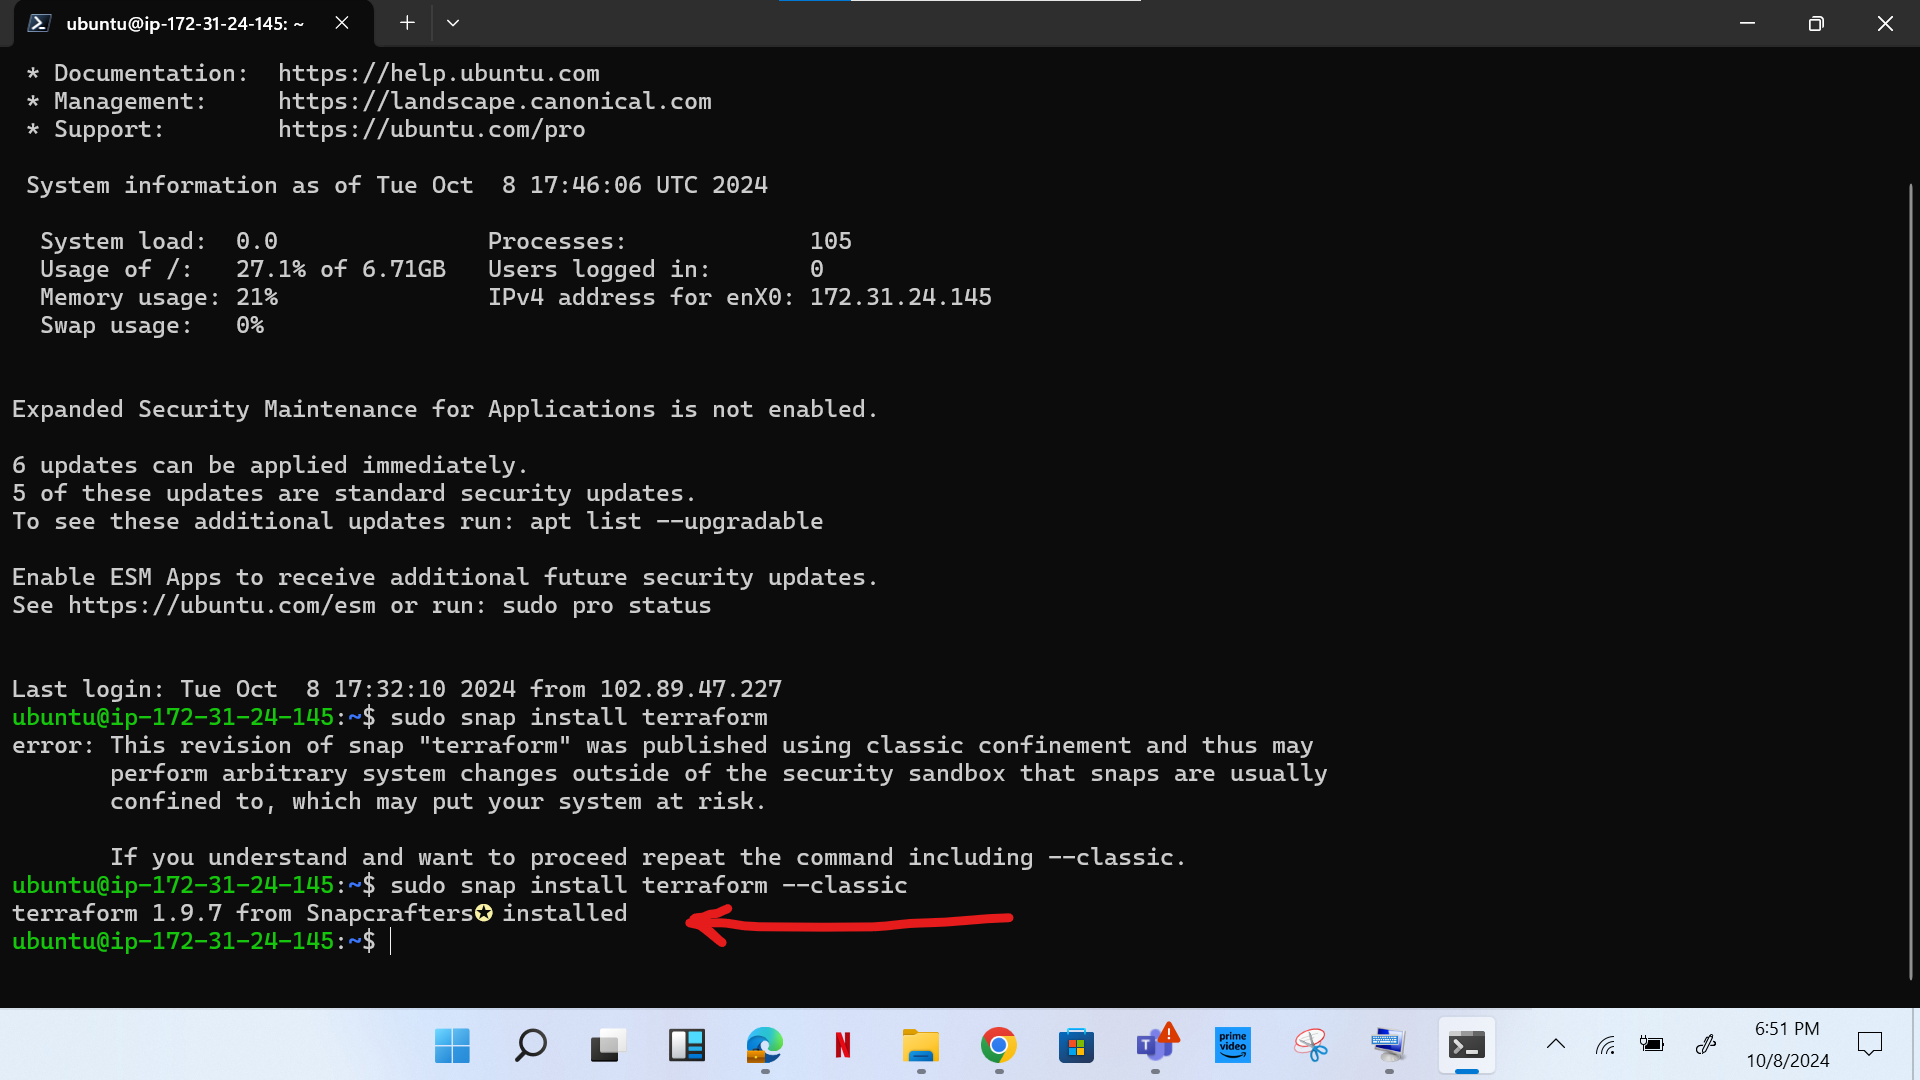 ubuntu@ip-172-31-24-145: ~
* Documentation:  https://help.ubuntu.com
* Management:     https://landscape.canonical.com
* Support:        https://ubuntu.com/pro
System information as of Tue Oct  8 17:46:06 UTC 2024
System load:  0.0               Processes:             105
Usage of /:   27.1% of 6.71GB   Users logged in:       0
Memory usage: 21%               IPv4 address for enX0: 172.31.24.145
Swap usage:   0%
Expanded Security Maintenance for Applications is not enabled.
6 updates can be applied immediately.
5 of these updates are standard security updates.
To see these additional updates run: apt list --upgradable
Enable ESM Apps to receive additional future security updates.
See https://ubuntu.com/esm or run: sudo pro status
Last login: Tue Oct  8 17:32:10 2024 from 102.89.47.227
ubuntu@ip-172-31-24-145:~$ sudo snap install terraform
error: This revision of snap "terraform" was published using classic confinement and thus may
perform arbitrary system changes outside of the security sandbox that snaps are usually
confined to, which may put your system at risk.
If you understand and want to proceed repeat the command including --classic.
ubuntu@ip-172-31-24-145:~$ sudo snap install terraform --classic
terraform 1.9.7 from Snapcrafters✪ installed
ubuntu@ip-172-31-24-145:~$
N
T
prime video
6:51 PM
10/8/2024